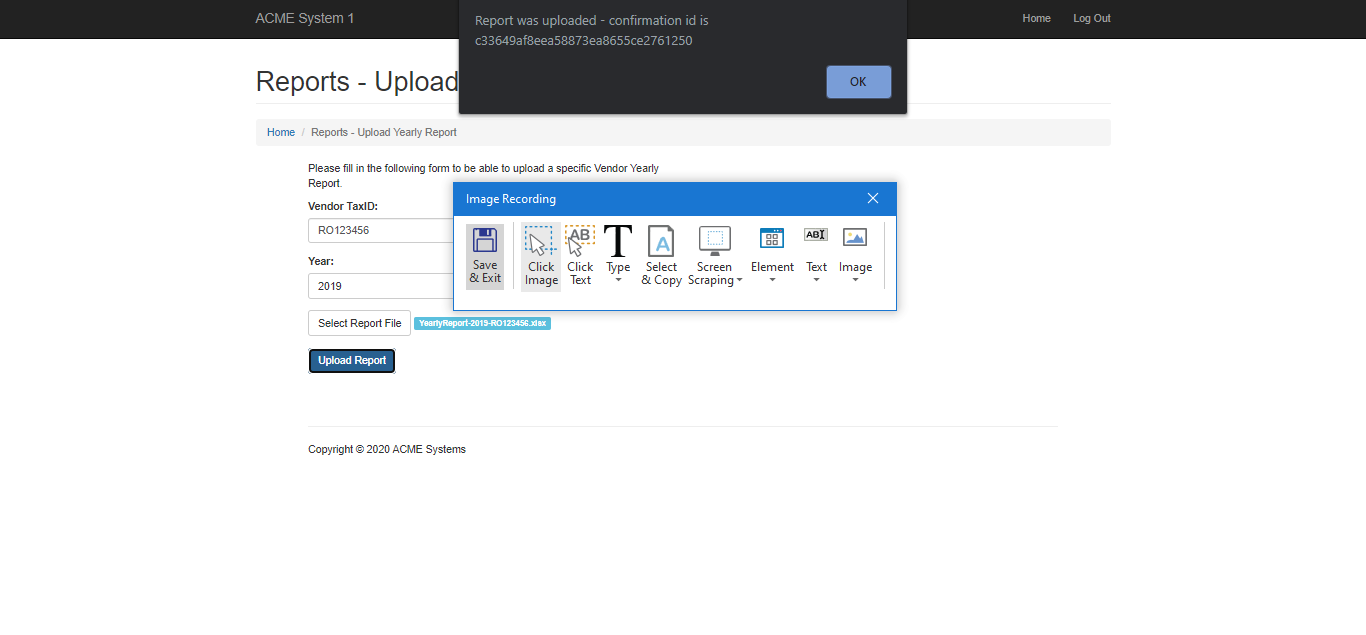 ACME System 1
Home
Log Out
Report was uploaded - confirmation id is
c33649af8eea58873ea8655ce2761250
OK
Reports - Upload
Home / Reports - Upload Yearly Report
Please fill in the following form to be able to upload a specific Vendor Yearly
Report.
Vendor TaxID:
RO123456
Year:
2019
Select Report File
YearlyReport-2019-RO123456.xlsx
Upload Report
Image Recording
Save
& Exit
Click
Image
AB
Click
Text
T
Type
A
Select
& Copy
Screen
Scraping
Element
AB
Text
Image
Copyright © 2020 ACME Systems